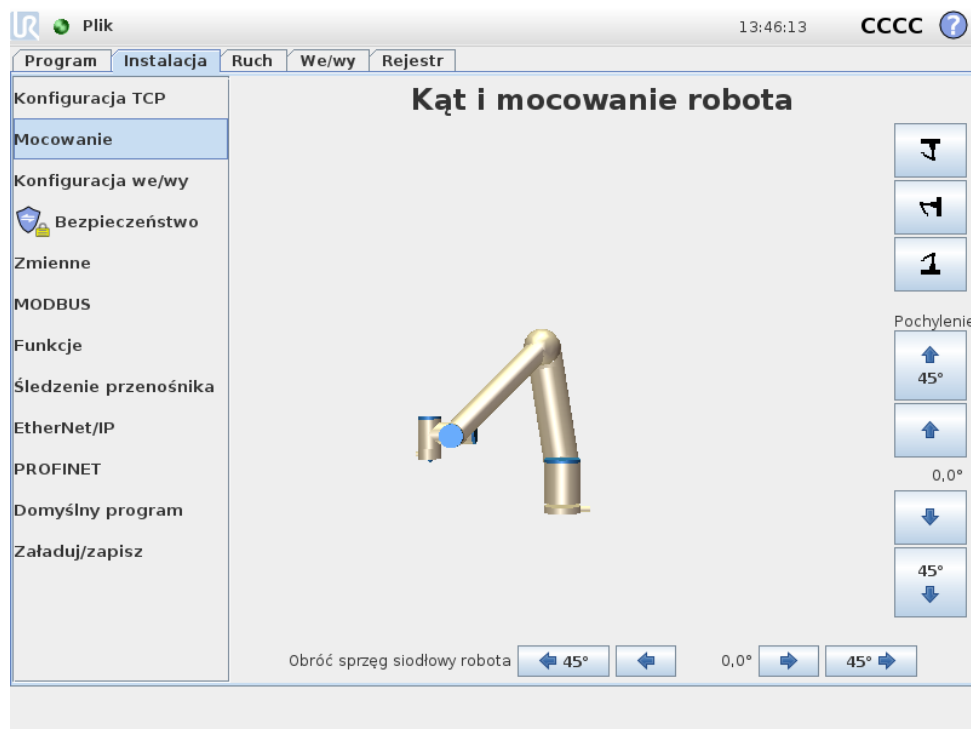 UR Plik 13:46:13 CCCC ?
Program Instalacja Ruch We/wy Rejestr
Konfiguracja TCP
Mocowanie
Konfiguracja we/wy
Bezpieczeństwo
Zmienne
MODBUS
Funkcje
Śledzenie przenośnika
EtherNet/IP
PROFINET
Domyślny program
Załaduj/zapisz
Kąt i mocowanie robota
Pochylenie
45°
0,0°
45°
Obróć sprzęg siodłowy robota 45° 0,0° 45°